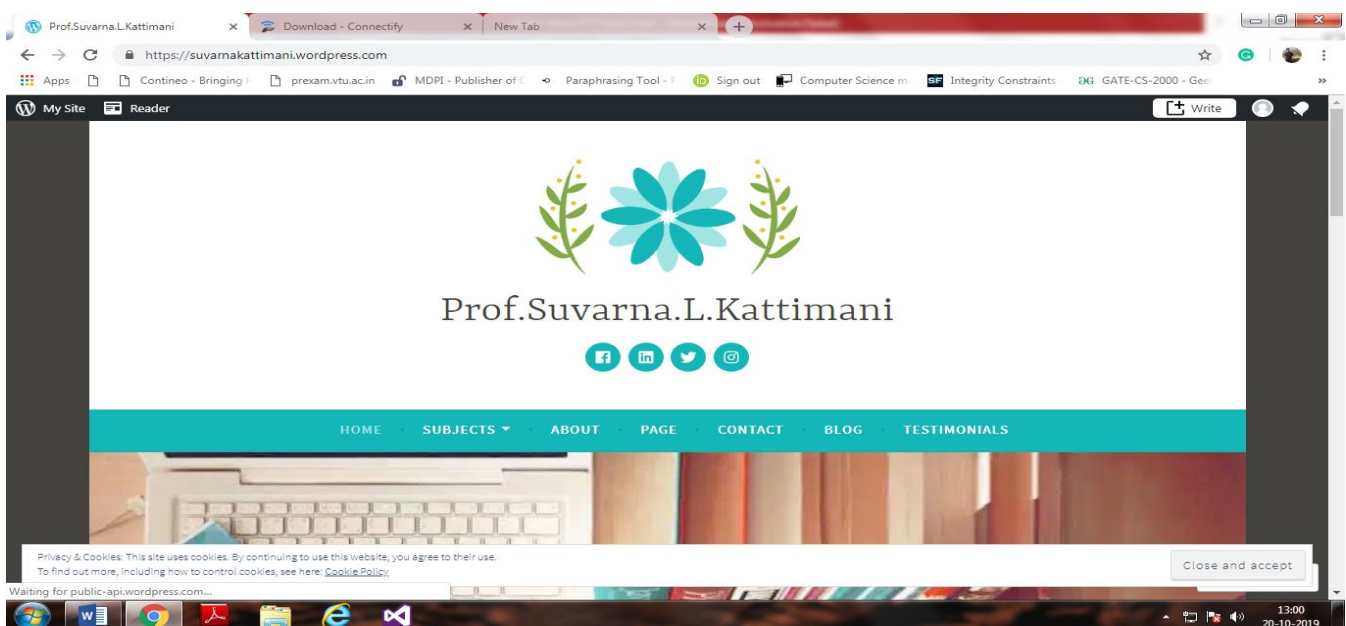 Prof.Suvarna.L.Kattimani Download - Connectify New Tab
https://suvarnakattimani.wordpress.com
Apps Contineo - Bringing prexam.vtu.ac.in MDPI - Publisher of Paraphrasing Tool - Sign out Computer Science m Integrity Constraints GATE-CS-2000 - Gee
My Site Reader Write
Prof.Suvarna.L.Kattimani
HOME SUBJECTS ABOUT PAGE CONTACT BLOG TESTIMONIALS
Privacy & Cookies: This site uses cookies. By continuing to use this website, you agree to their use.
To find out more, including how to control cookies, see here: Cookie Policy
Close and accept
Waiting for public-api.wordpress.com...
13:00
20-10-2019